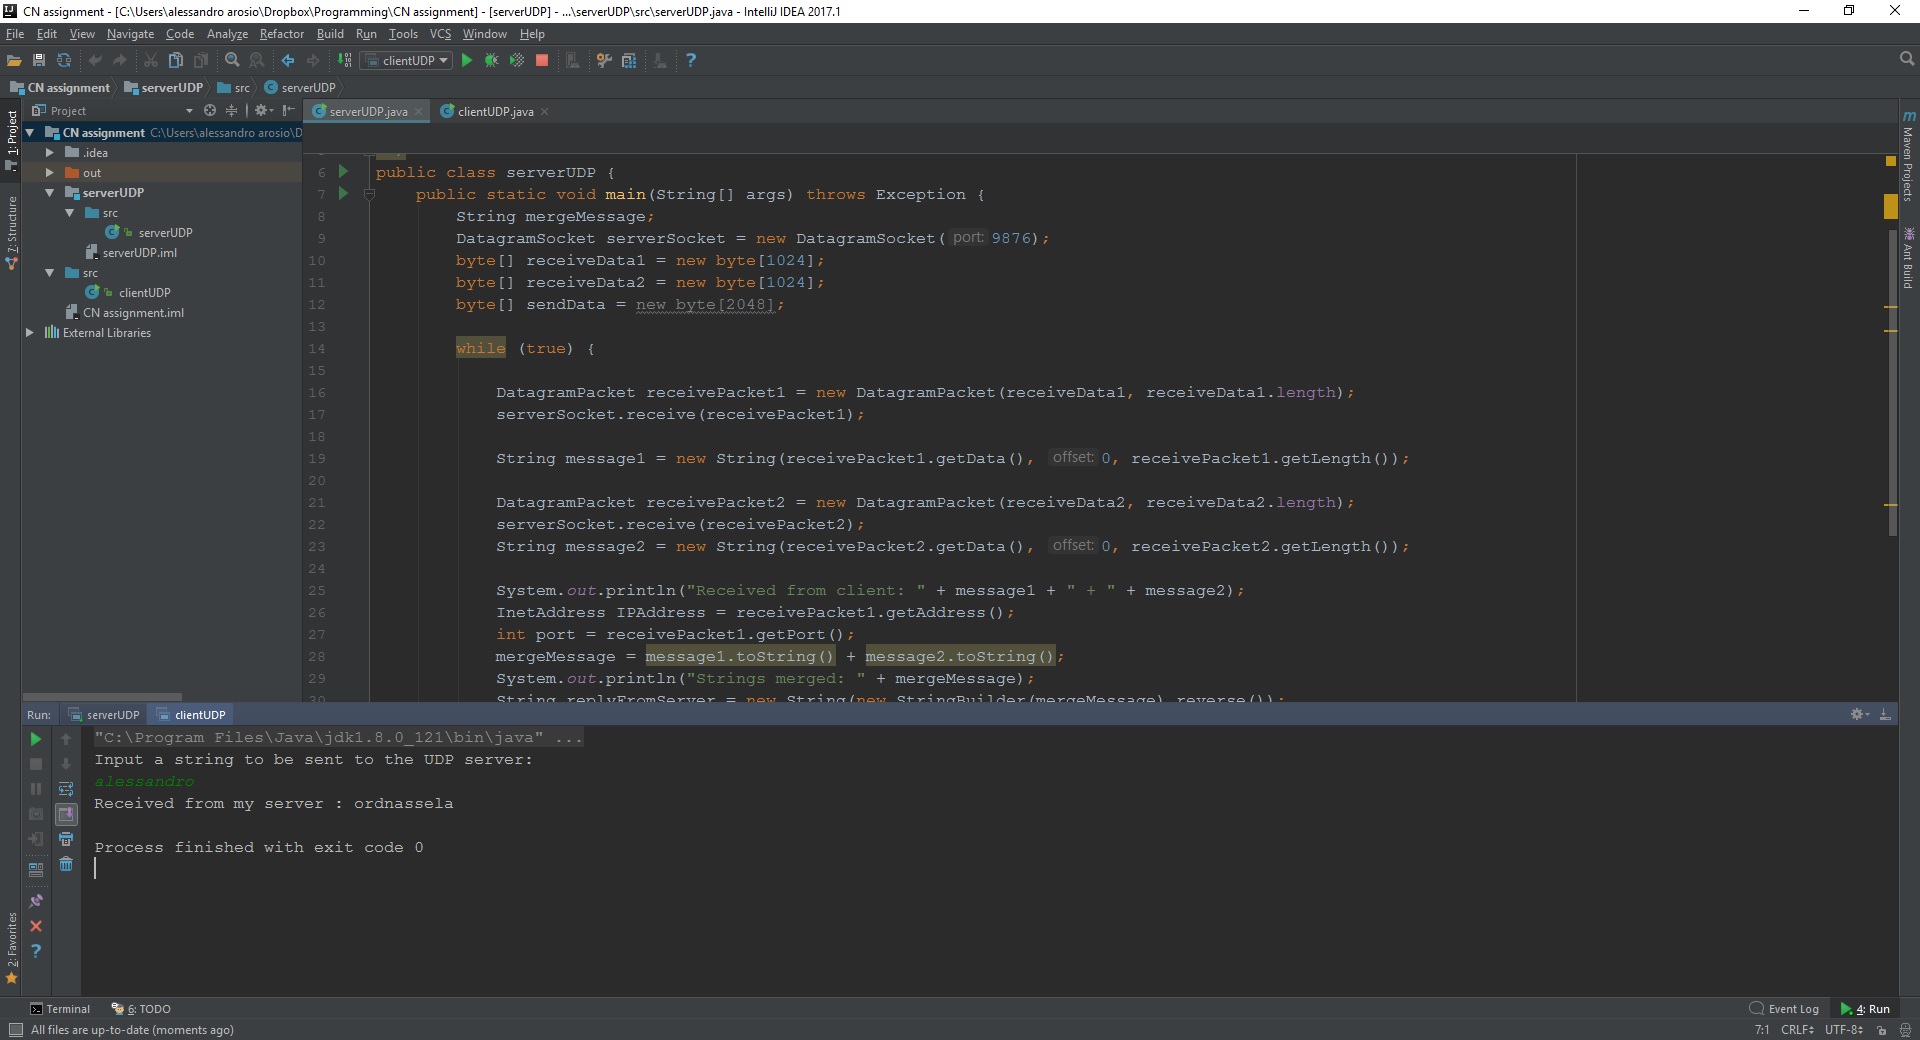 CN assignment - [C:\Users\alessandro arosio\Dropbox\Programming\CN assignment] - [serverUDP] - ...\serverUDP\src\serverUDP.java - IntelliJ IDEA 2017.1
File Edit View Navigate Code Analyze Refactor Build Run Tools VCS Window Help
clientUDP
CN assignment serverUDP src serverUDP
Project
serverUDP.java clientUDP.java
1: Project
7: Structure
2: Favorites
Maven Projects
Ant Build
CN assignment C:\Users\alessandro arosio\D
.idea
out
serverUDP
src
serverUDP
serverUDP.iml
src
clientUDP
CN assignment.iml
External Libraries
6 public class serverUDP {
7 public static void main(String[] args) throws Exception {
8 String mergeMessage;
9 DatagramSocket serverSocket = new DatagramSocket( port: 9876);
10 byte[] receiveData1 = new byte[1024];
11 byte[] receiveData2 = new byte[1024];
12 byte[] sendData = new byte[2048];
13
14 while (true) {
15
16 DatagramPacket receivePacket1 = new DatagramPacket(receiveData1, receiveData1.length);
17 serverSocket.receive(receivePacket1);
18
19 String message1 = new String(receivePacket1.getData(), offset: 0, receivePacket1.getLength());
20
21 DatagramPacket receivePacket2 = new DatagramPacket(receiveData2, receiveData2.length);
22 serverSocket.receive(receivePacket2);
23 String message2 = new String(receivePacket2.getData(), offset: 0, receivePacket2.getLength());
24
25 System.out.println("Received from client: " + message1 + " + " + message2);
26 InetAddress IPAddress = receivePacket1.getAddress();
27 int port = receivePacket1.getPort();
28 mergeMessage = message1.toString() + message2.toString();
29 System.out.println("Strings merged: " + mergeMessage);
30 String replyFromServer = new String(new StringBuilder(mergeMessage).reverse());
Run: serverUDP clientUDP
"C:\Program Files\Java\jdk1.8.0_121\bin\java" ...
Input a string to be sent to the UDP server:
alessandro
Received from my server : ordnassela
Process finished with exit code 0
Terminal 6: TODO Event Log 4: Run
All files are up-to-date (moments ago) 7:1 CRLF UTF-8